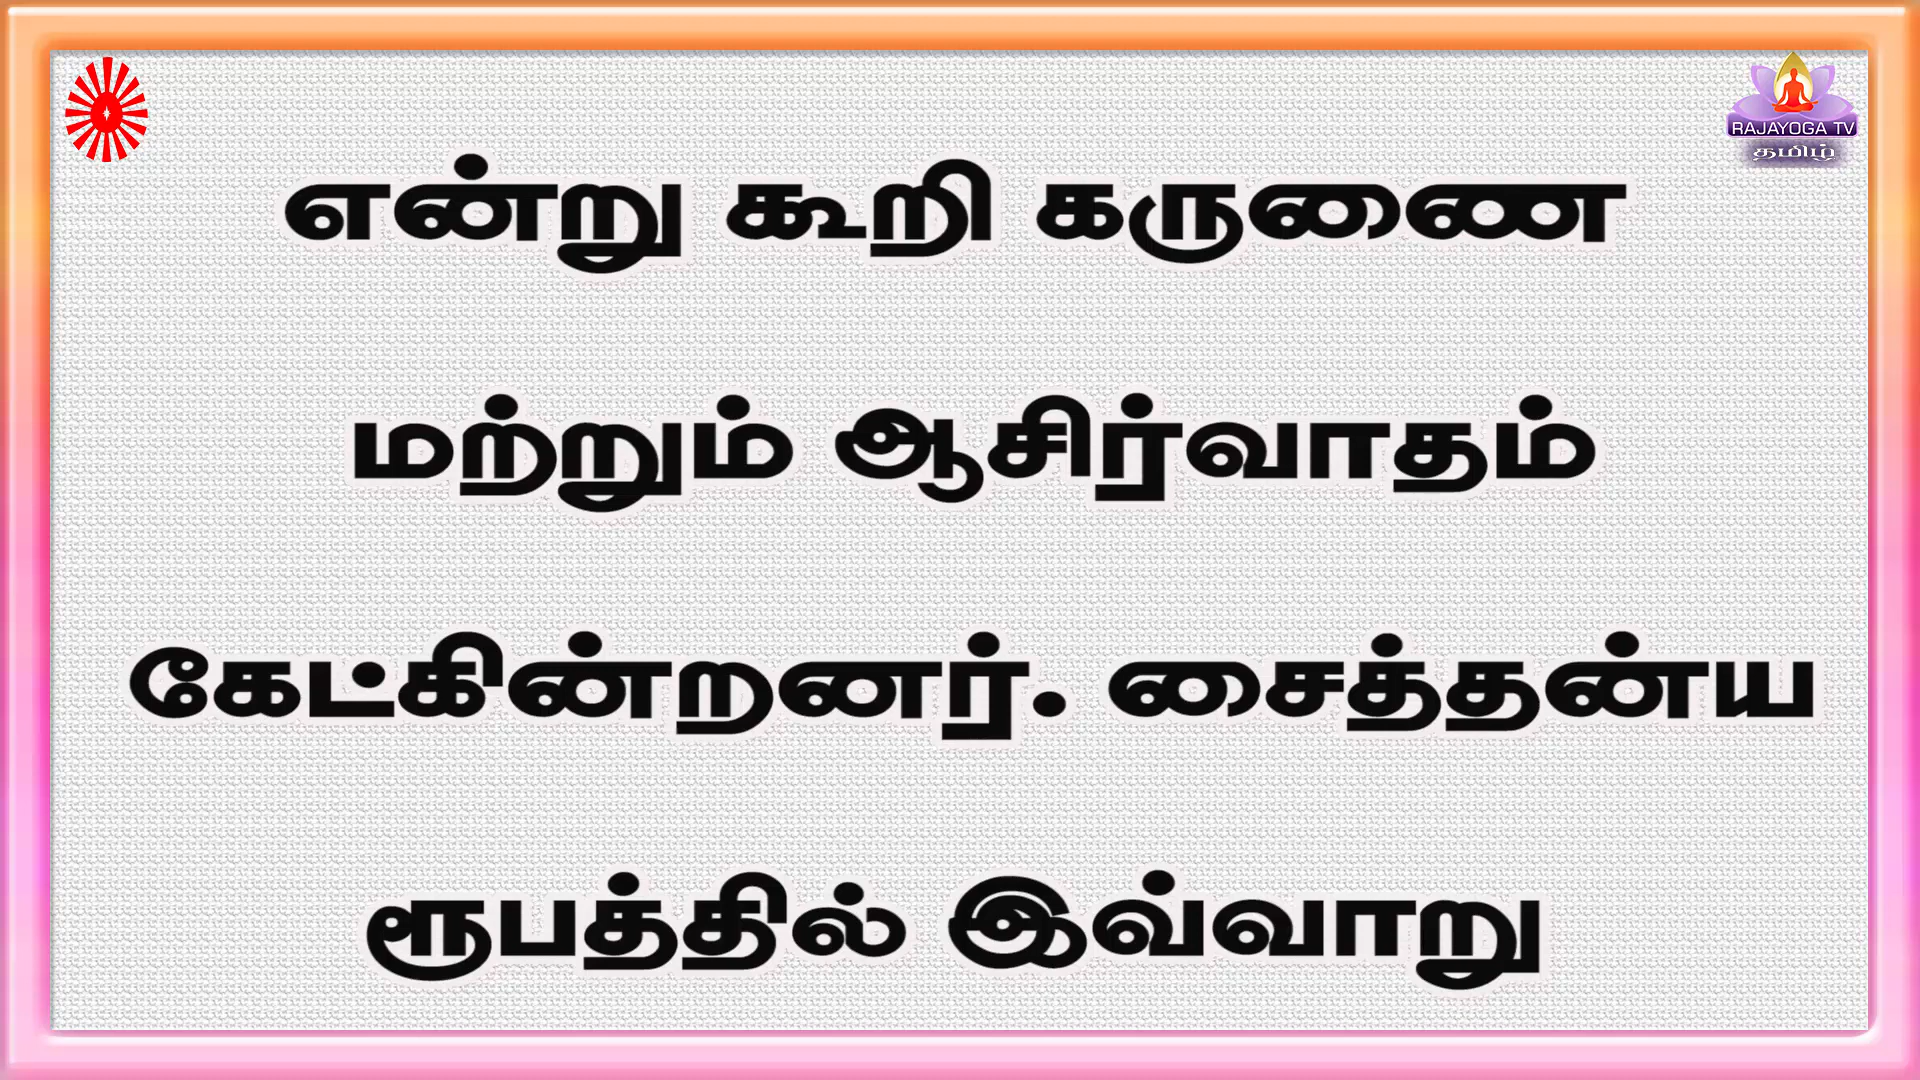 RAJAYOGA TV
தமிழ்
என்று கூறி கருணை
மற்றும் ஆசிர்வாதம்
கேட்கின்றனர். சைத்தன்ய
ரூபத்தில் இவ்வாறு